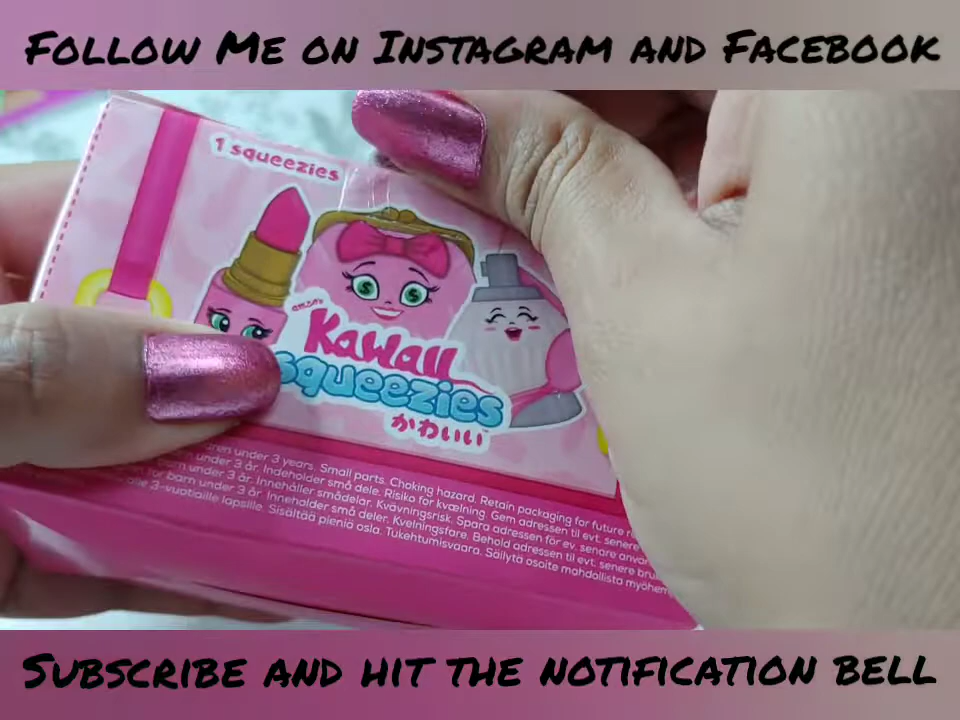 Follow Me on Instagram and Facebook
1 squeezies
Kawaii
squeezies
かわいい
under 3 years. Small parts. Choking hazard. Retain packaging for future
under 3 år. Indeholder små dele. Risiko for kvælning. Gem adressen til evt. senere
barn under 3 år. Innehåller smådelar. Kvävningsrisk. Spara adressen för ev. senare
for barn under 3 år. Inneholder små deler. Kvelningsfare. Behold adressen til evt. senere
3-vuotiaille lapsille. Sisältää pieniä osia. Tukehtumisvaara. Säilytä osoite mahdollista
Subscribe and hit the notification bell